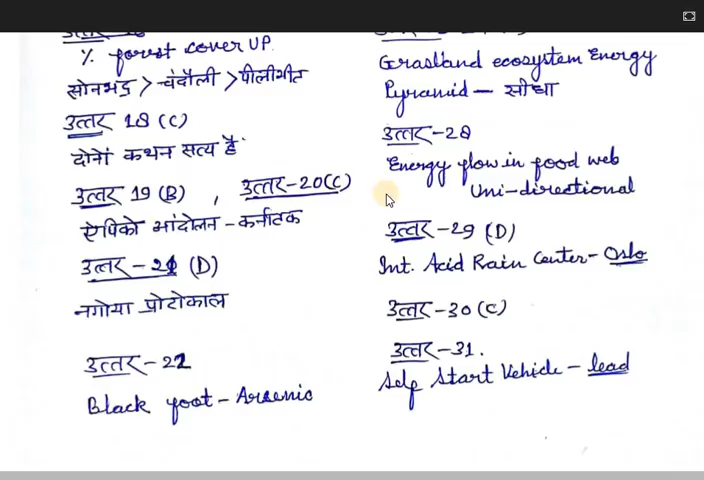 % forest cover UP.
सोनभद्र > चंदौली > पीलीभीत
उत्तर 18 (C)
दोनों कथन सत्य है
उत्तर 19 (B) , उत्तर-20(C)
ऐपिको आंदोलन - कर्नाटक
उत्तर - 21 (D)
नगोया प्रोटोकाल
उत्तर-22
Black foot - Arsenic
Grasland ecosystem Energy
Pyramid — सीधा
उत्तर-28
Energy flow in food web
Uni-directional
उत्तर-29 (D)
Int. Acid Rain Center - Oslo
उत्तर-30(C)
उत्तर-31.
Self Start Vehicle - lead